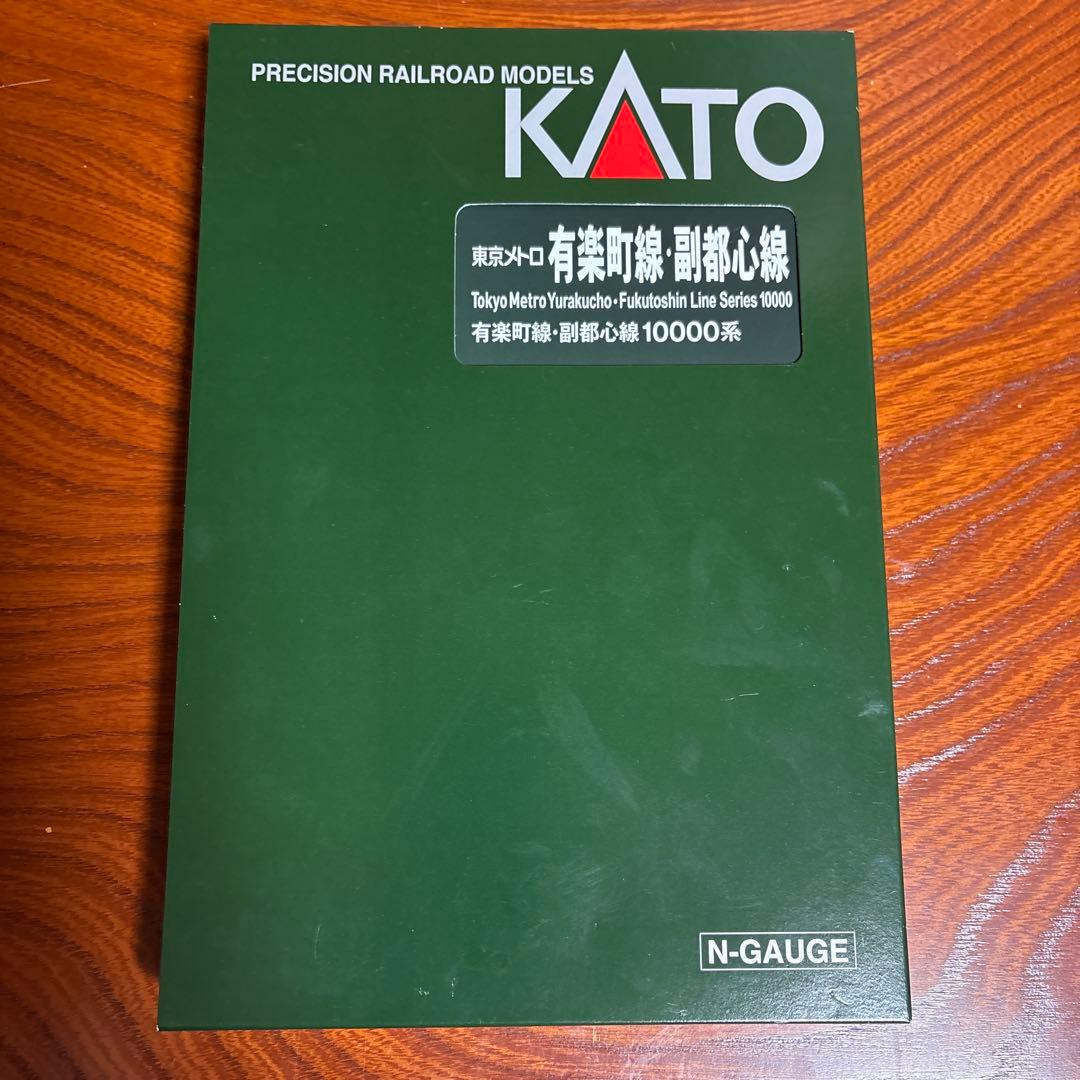 PRECISION RAILROAD MODELS
KATO
東京メトロ 有楽町線・副都心線
Tokyo Metro Yurakucho・Fukutoshin Line Series 10000
有楽町線・副都心線10000系
N-GAUGE